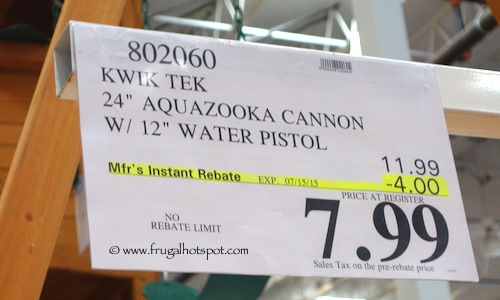 802060
KWIK TEK
24" AQUAZOOKA CANNON
W/ 12" WATER PISTOL
11.99
Mfr's Instant Rebate EXP. 07/15/15 -4.00
PRICE AT REGISTER
NO
REBATE LIMIT
7.99
© www.frugalhotspot.com
Sales Tax on the pre-rebate price